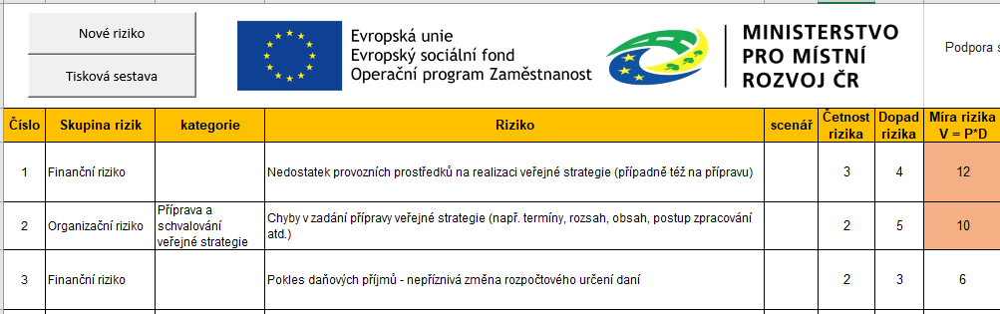 Nové riziko
Tisková sestava
Evropská unie
Evropský sociální fond
Operační program Zaměstnanost
MINISTERSTVO
PRO MÍSTNÍ
ROZVOJ ČR
Podpora s
Číslo Skupina rizik kategorie Riziko scenář Četnost rizika Dopad rizika Míra rizika V = P*D
1 Finanční riziko Nedostatek provozních prostředků na realizaci veřejné strategie (případně též na přípravu) 3 4 12
2 Organizační riziko Příprava a schvalování veřejné strategie Chyby v zadání přípravy veřejné strategie (např. termíny, rozsah, obsah, postup zpracování atd.) 2 5 10
3 Finanční riziko Pokles daňových příjmů - nepříznivá změna rozpočtového určení daní 2 3 6